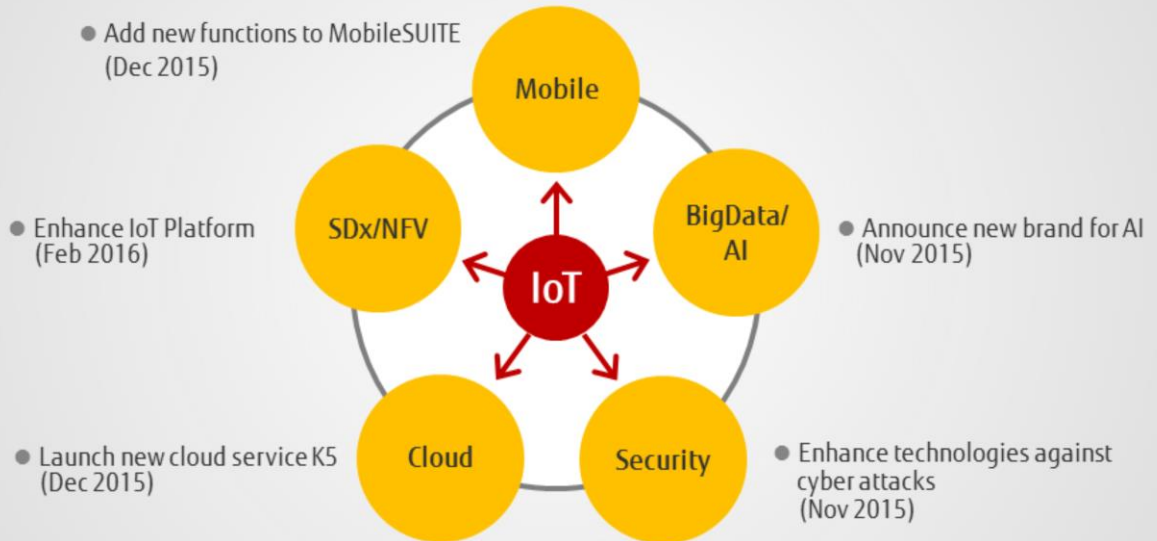 Add new functions to MobileSUITE
(Dec 2015)
Mobile
SDx/NFV
BigData/
AI
Enhance IoT Platform
(Feb 2016)
Announce new brand for AI
(Nov 2015)
IoT
Launch new cloud service K5
(Dec 2015)
Cloud
Security
Enhance technologies against
cyber attacks
(Nov 2015)